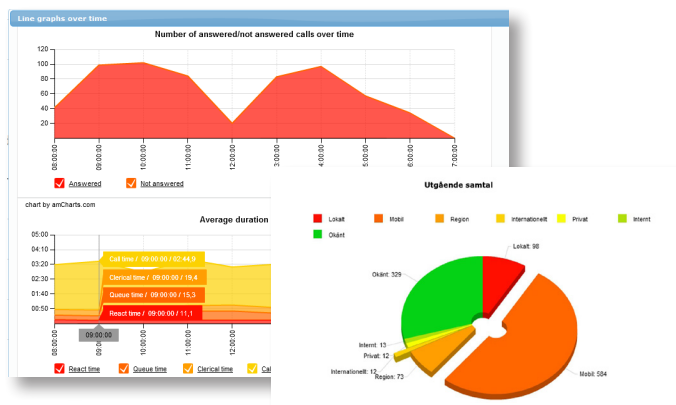 Line graphs over time
Number of answered/not answered calls over time
120
100
80
60
40
20
08:00:00
09:00:00
10:00:00
11:00:00
12:00:00
2:00:00
3:00:00
4:00:00
5:00:00
6:00:00
7:00:00
Answered
Not answered
chart by amCharts.com
Average duration
05:00
04:10
03:20
02:30
01:40
00:50
Call time / 09:00:00 / 02:44,9
Clerical time / 09:00:00 / 19,4
Queue time / 09:00:00 / 15,3
React time / 09:00:00 / 11,1
09:00:00
08:00:00
10:00:00
11:00:00
12:00:00
React time
Queue time
Clerical time
Utgående samtal
Lokalt
Mobil
Region
Internationellt
Privat
Internt
Okänt
Lokalt: 98
Okänt: 329
Internt: 13
Privat: 12
Internationellt: 12
Region: 73
Mobil: 584